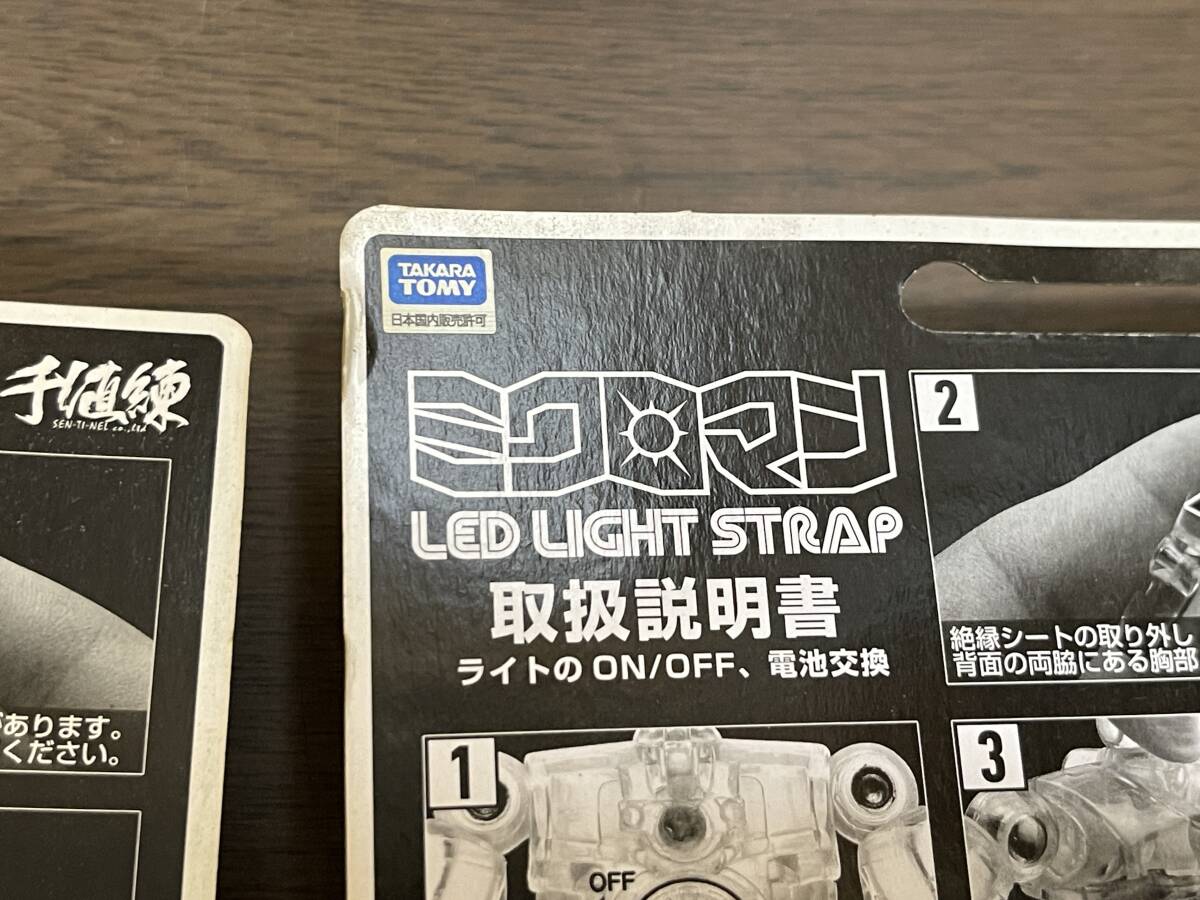 手値練
SEN-TI-NEL co.,Ltd
があります。
ください。
TAKARA
TOMY
日本国内販売許可
ミクロマン
LED LIGHT STRAP
取扱説明書
ライトのON/OFF、電池交換
1
OFF
2
絶縁シートの取り外し
背面の両脇にある胸部
3